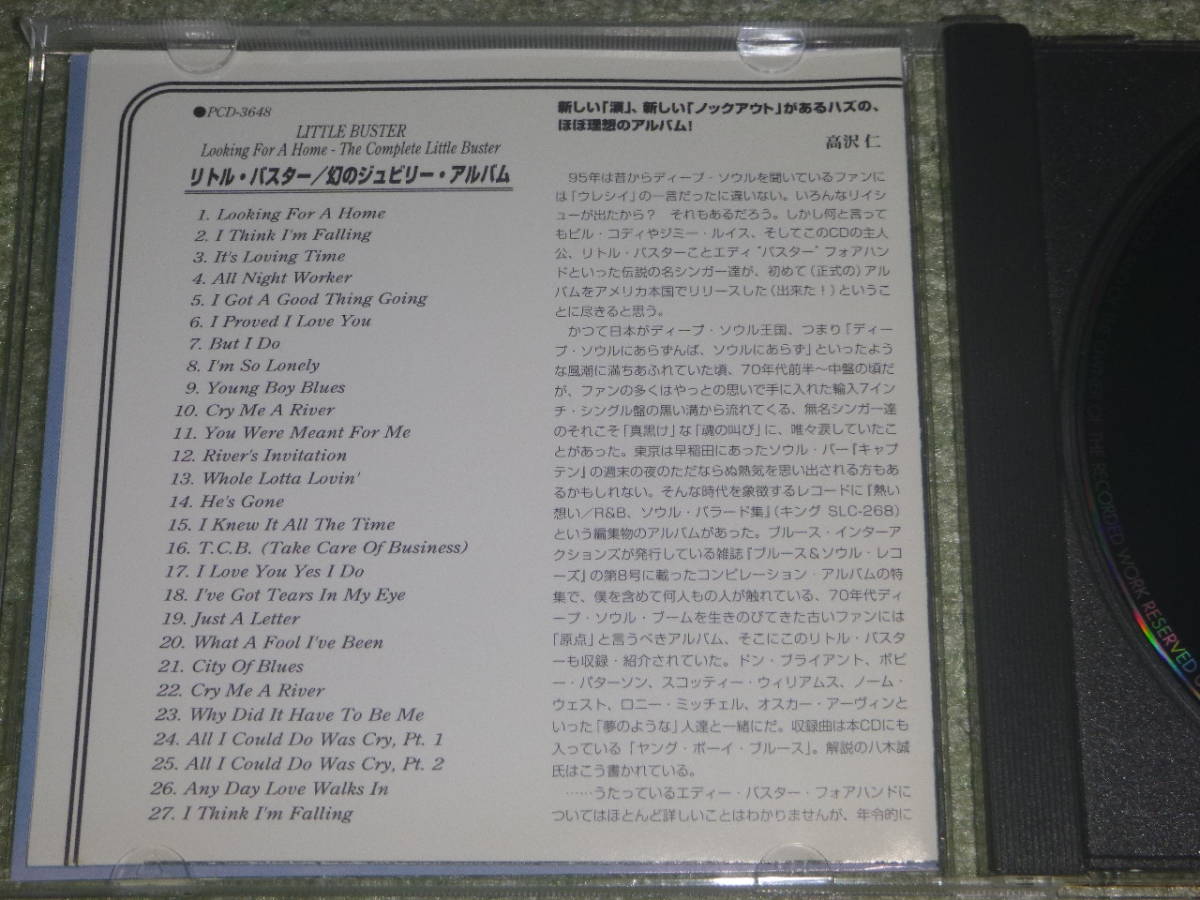 ●PCD-3648
LITTLE BUSTER
Looking For A Home - The Complete Little Buster
リトル・バスター/幻のジュビリー・アルバム
1. Looking For A Home
2. I Think I'm Falling
3. It's Loving Time
4. All Night Worker
5. I Got A Good Thing Going
6. I Proved I Love You
7. But I Do
8. I'm So Lonely
9. Young Boy Blues
10. Cry Me A River
11. You Were Meant For Me
12. River's Invitation
13. Whole Lotta Lovin'
14. He's Gone
15. I Knew It All The Time
16. T.C.B. (Take Care Of Business)
17. I Love You Yes I Do
18. I've Got Tears In My Eye
19. Just A Letter
20. What A Fool I've Been
21. City Of Blues
22. Cry Me A River
23. Why Did It Have To Be Me
24. All I Could Do Was Cry, Pt. 1
25. All I Could Do Was Cry, Pt. 2
26. Any Day Love Walks In
27. I Think I'm Falling
新しい「涙」、新しい「ノックアウト」があるハズの、
ほぼ理想のアルバム!
高沢 仁
95年は昔からディープ・ソウルを聞いているファンに
は「ウレシイ」の一言だったに違いない。いろんなリイシ
ューが出たから? それもあるだろう。しかし何と言って
もビル・コディやジミー・ルイス、そしてこのCDの主人
公、リトル・バスターことエディ“バスター”フォアハン
ドといった伝説の名シンガー達が、初めて(正式の)アル
バムをアメリカ本国でリリースした(出来た!)というこ
とに尽きると思う。
かつて日本がディープ・ソウル王国、つまり「ディー
プ・ソウルにあらずんば、ソウルにあらず」といったよう
な風潮に満ちあふれていた頃、70年代前半〜中盤の頃だ
が、ファンの多くはやっとの思いで手に入れた輸入7イン
チ・シングル盤の黒い溝から流れてくる、無名シンガー達
のそれこそ「真黒け」な「魂の叫び」に、唯々涙していたこ
とがあった。東京は早稲田にあったソウル・バー『キャプ
テン』の週末の夜のただならぬ熱気を思い出される方もあ
るかもしれない。そんな時代を象徴するレコードに『熱い
想い/R&B、ソウル・バラード集』(キング SLC-268)
という編集物のアルバムがあった。ブルース・インターア
クションズが発行している雑誌『ブルース&ソウル・レコ
ーズ』の第8号に載ったコンピレーション・アルバムの特
集で、僕を含めて何人もの人が触れている、70年代ディ
ープ・ソウル・ブームを生きのびてきた古いファンには
「原点」と言うべきアルバム、そこにこのリトル・バスタ
ーも収録・紹介されていた。ドン・ブライアント、ボビ
ー・パターソン、スコッティー・ウィリアムス、ノーム・
ウェスト、ロニー・ミッチェル、オスカー・アーヴィンと
いった「夢のような」人達と一緒にだ。収録曲は本CDにも
入っている「ヤング・ボーイ・ブルース」。解説の八木誠
氏はこう書かれている。
……うたっているエディー・バスター・フォアハンドに
ついてはほとんど詳しいことはわかりませんが、年令的に
THE RECORDED WORK RESERVED